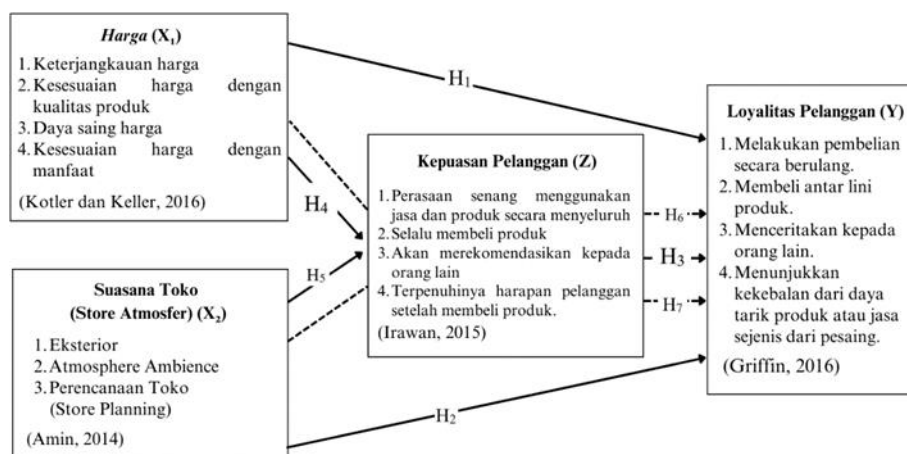 Harga (X1)
1. Keterjangkauan harga
2. Kesesuaian harga dengan
kualitas produk
3. Daya saing harga
4. Kesesuaian harga dengan
manfaat
(Kotler dan Keller, 2016)
Suasana Toko
(Store Atmosfer) (X2)
1. Eksterior
2. Atmosphere Ambience
3. Perencanaan Toko
(Store Planning)
(Amin, 2014)
H4
H5
Kepuasan Pelanggan (Z)
1. Perasaan senang menggunakan
jasa dan produk secara menyeluruh
2. Selalu membeli produk
3. Akan merekomendasikan kepada
orang lain
4. Terpenuhinya harapan pelanggan
setelah membeli produk.
(Irawan, 2015)
H1
H6
H3
H7
H2
Loyalitas Pelanggan (Y)
1. Melakukan pembelian
secara berulang.
2. Membeli antar lini
produk.
3. Menceritakan kepada
orang lain.
4. Menunjukkan
kekebalan dari daya
tarik produk atau jasa
sejenis dari pesaing.
(Griffin, 2016)